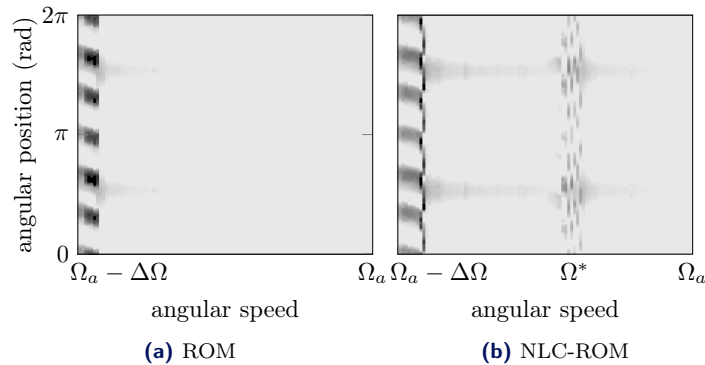 2π
π
0
angular position (rad)
Ω_a − ΔΩ
Ω_a
angular speed
(a) ROM
Ω_a − ΔΩ
Ω*
Ω_a
angular speed
(b) NLC-ROM